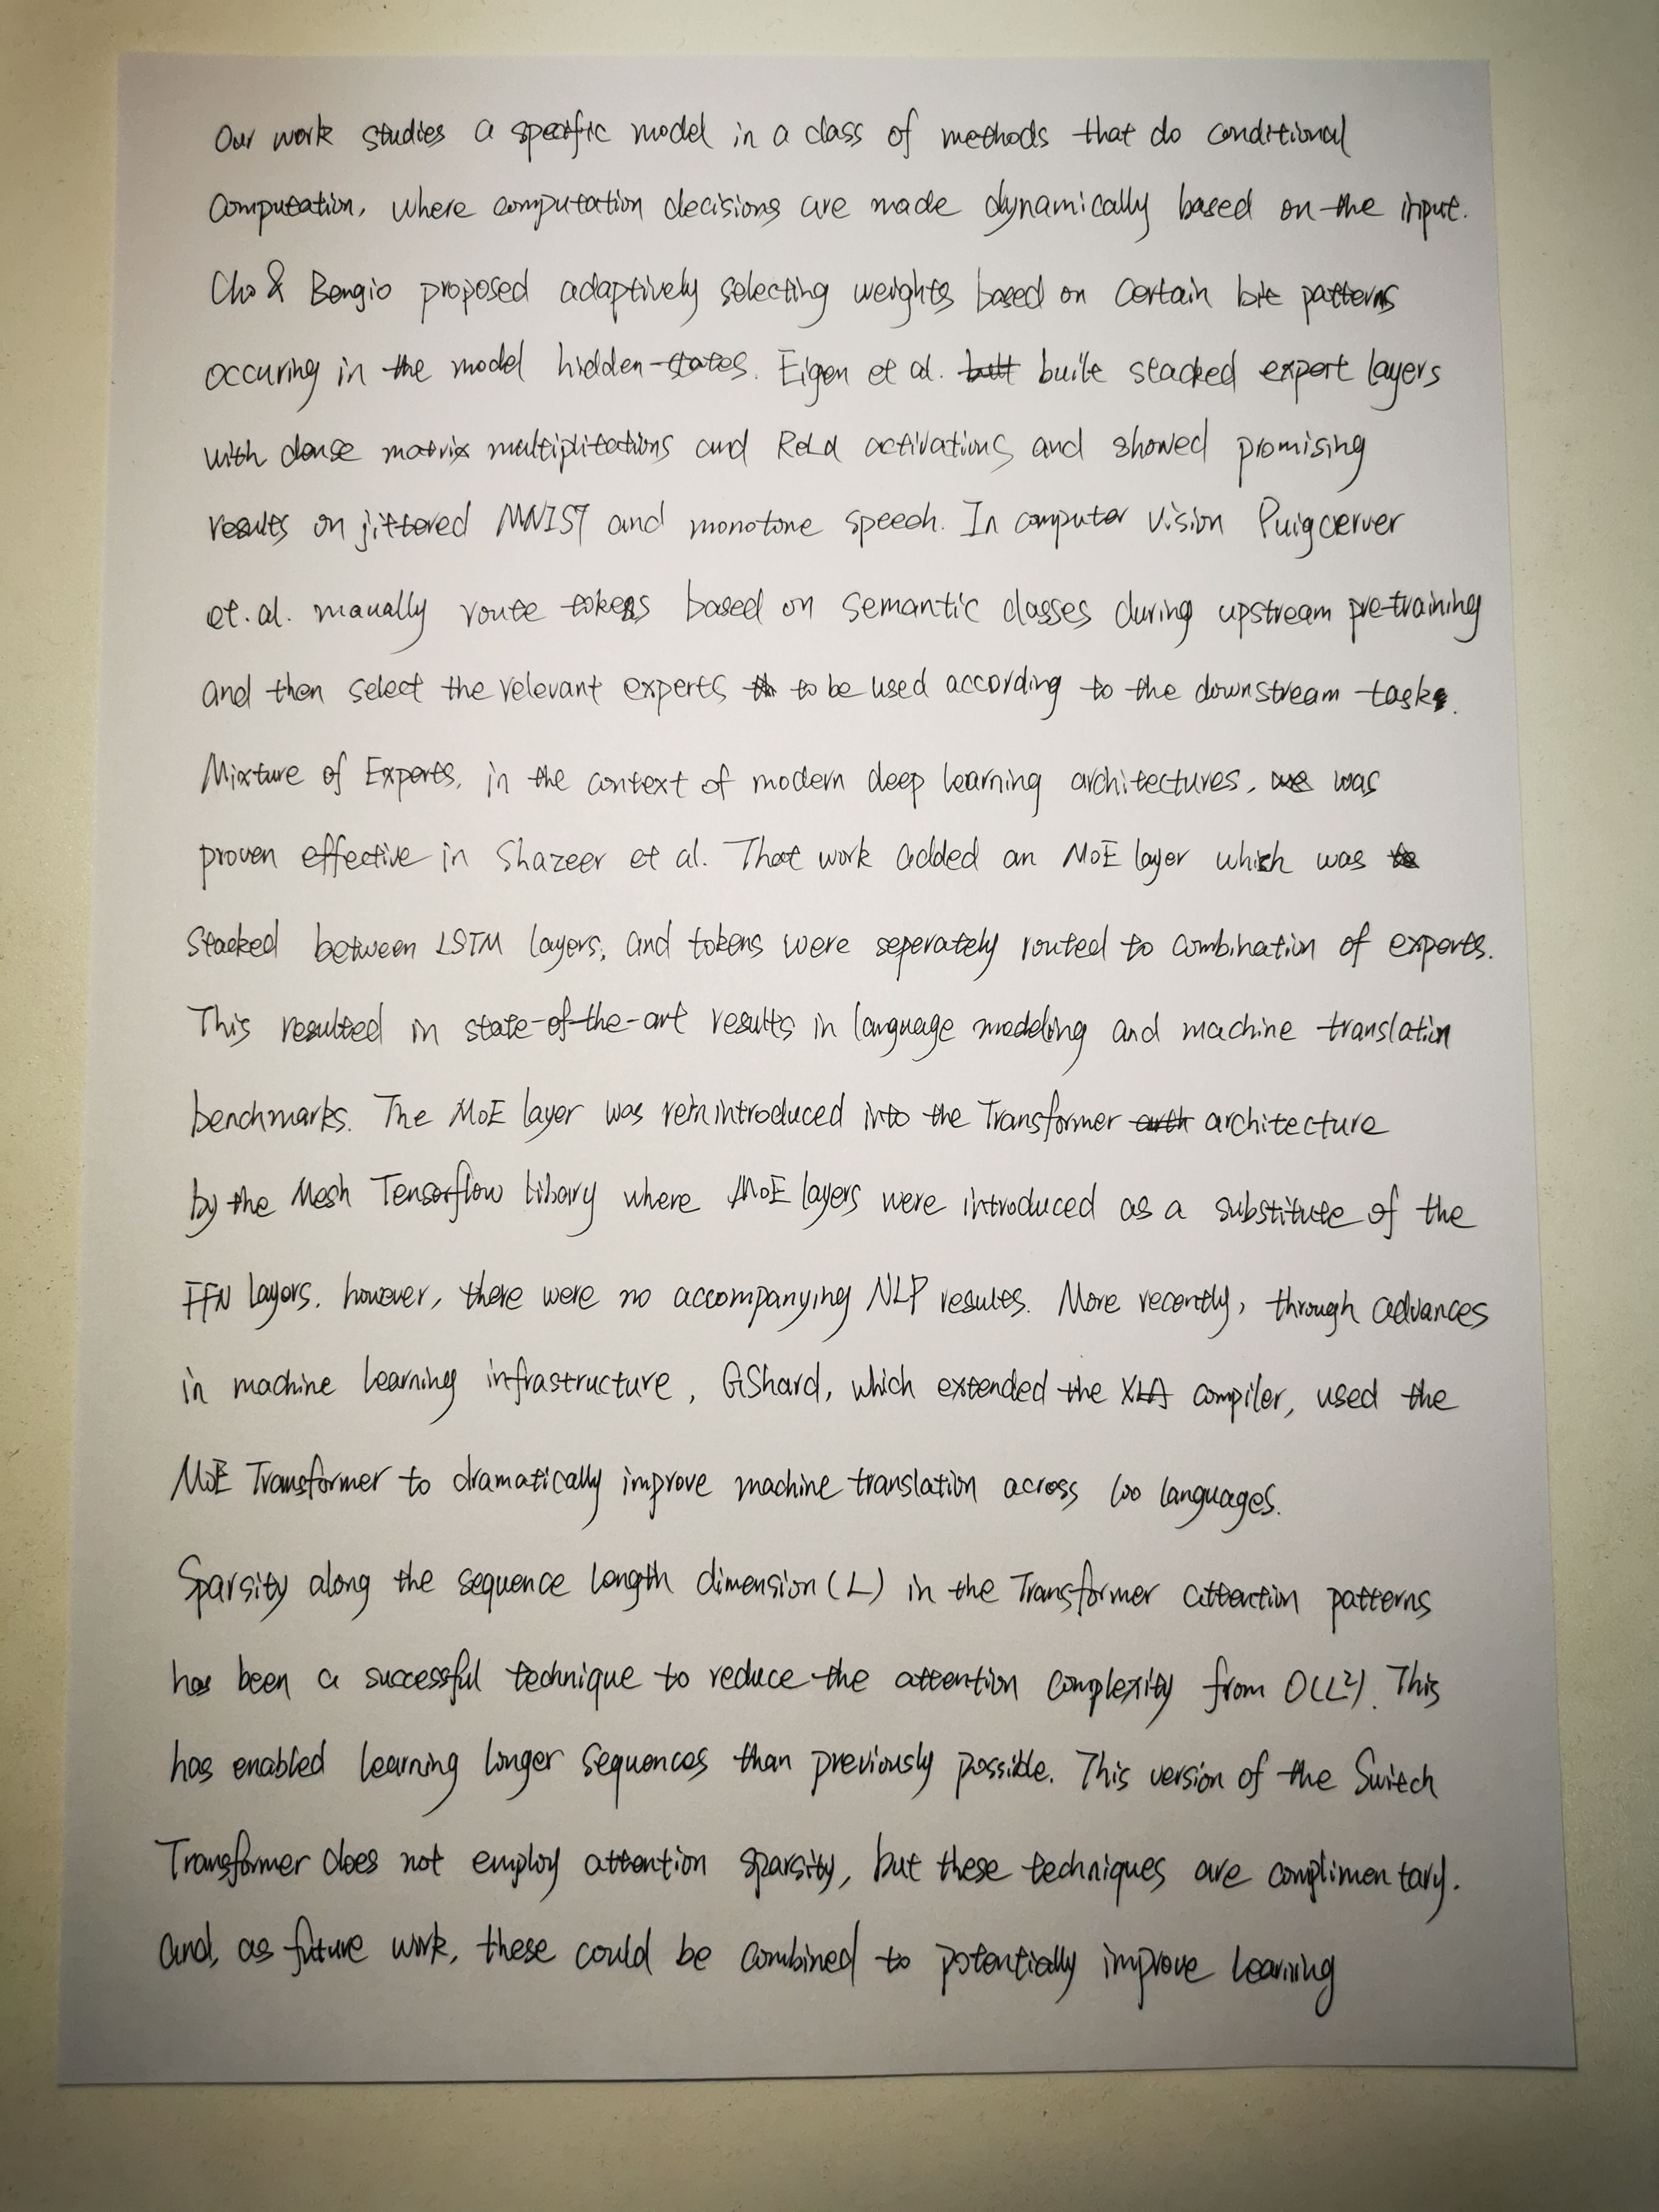 Our work studies a specific model in a class of methods that do conditional
computation, where computation decisions are made dynamically based on the input.
Cho & Bengio proposed adaptively selecting weights based on certain bit patterns
occuring in the model hidden-states. Eigen et al. built stacked expert layers
with dense matrix multiplitations and ReLu activations and showed promising
results on jittered MNIST and monotone speech. In computer vision Puigcerver
et.al. manually route tokens based on semantic classes during upstream pre-training
and then select the relevant experts to be used according to the downstream task.
Mixture of Experts, in the context of modern deep learning architectures, was
proven effective in Shazeer et al. That work added an MoE layer which was
stacked between LSTM layers, and tokens were seperately routed to combination of experts.
This resulted in state-of-the-art results in language modeling and machine translation
benchmarks. The MoE layer was reinintroduced into the Transformer architecture
by the Mesh Tensorflow libary where MoE layers were introduced as a substitute of the
FFN layers. however, there were no accompanying NLP results. More recently, through advances
in machine learning infrastructure, GShard, which extended the XLA compiler, used the
MoE Transformer to dramatically improve machine translation across 100 languages.
Sparsity along the sequence length dimension (L) in the Transformer attention patterns
has been a successful technique to reduce the attention complexity from O(L²). This
has enabled learning longer sequences than previously possible. This version of the Switch
Transformer does not employ attention sparsity, but these techniques are complimentary.
and, as future work, these could be combined to potentially improve learning